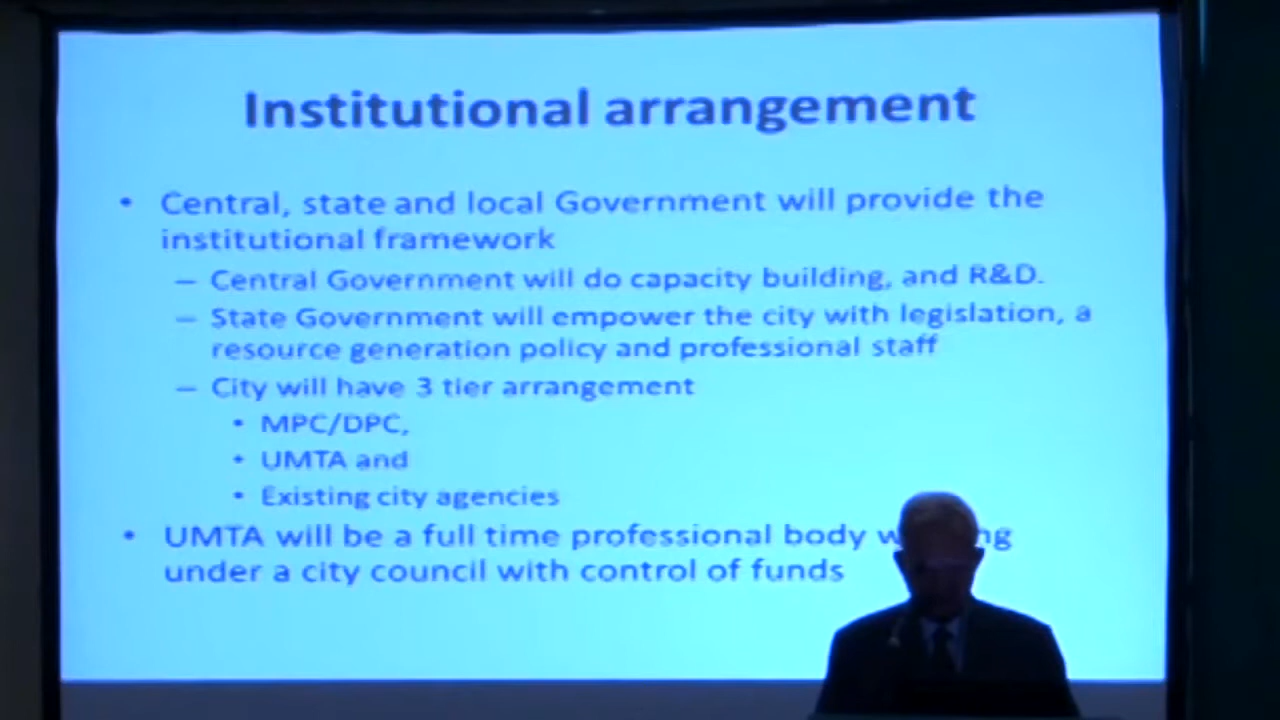 Institutional arrangement
• Central, state and local Government will provide the
institutional framework
– Central Government will do capacity building, and R&D.
– State Government will empower the city with legislation, a
resource generation policy and professional staff
– City will have 3 tier arrangement
• MPC/DPC,
• UMTA and
• Existing city agencies
• UMTA will be a full time professional body
under a city council with control of funds